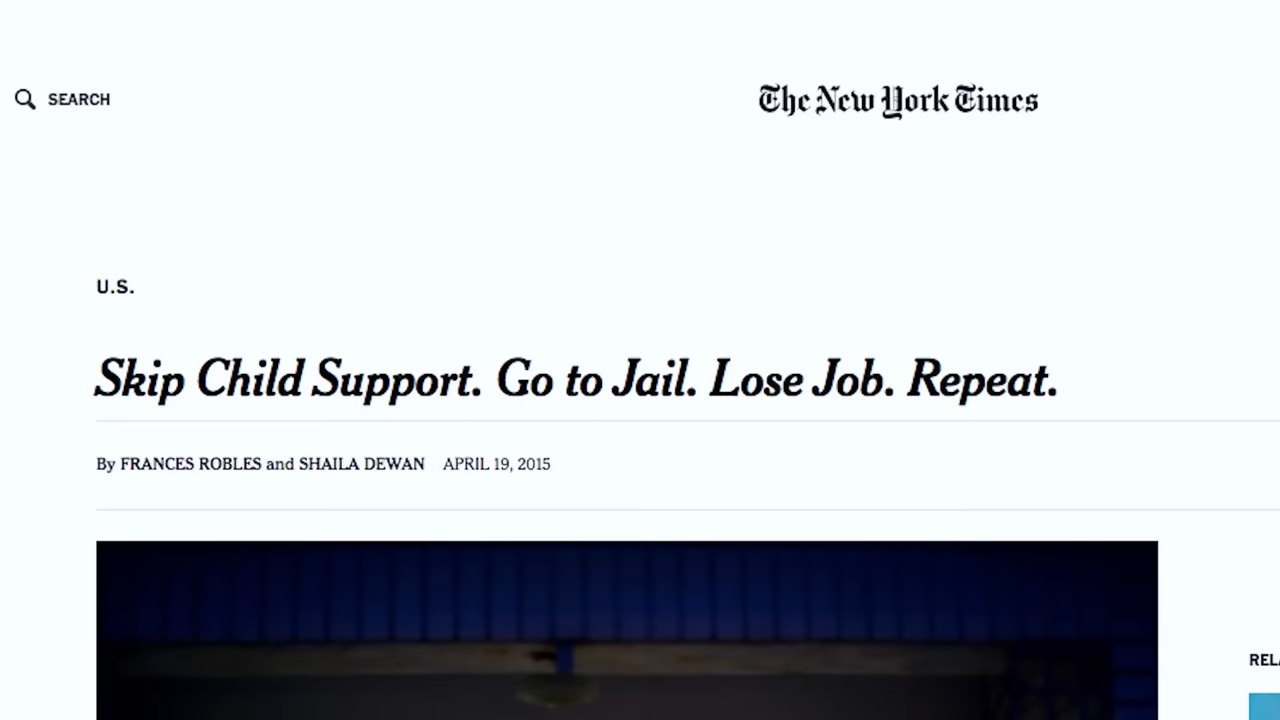 SEARCH
The New York Times
U.S.
Skip Child Support. Go to Jail. Lose Job. Repeat.
By FRANCES ROBLES and SHAILA DEWAN APRIL 19, 2015